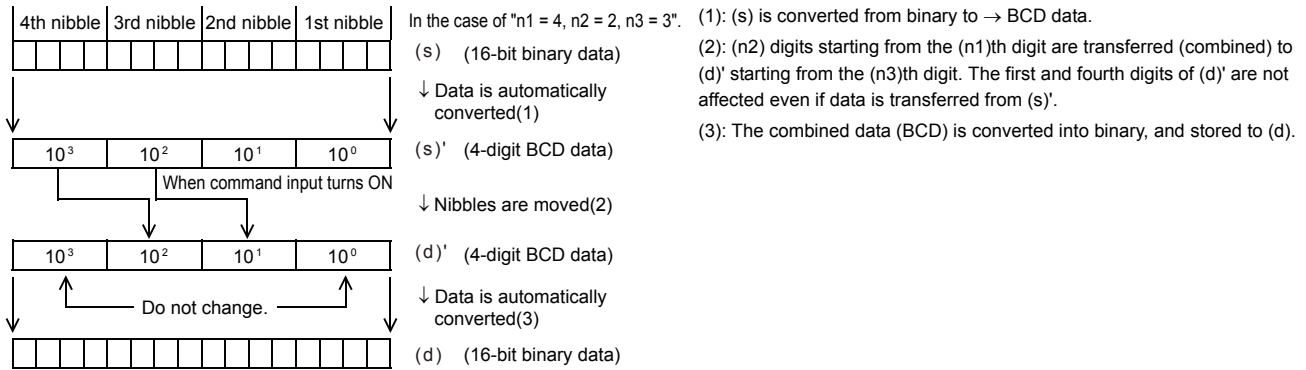 4th nibble 3rd nibble 2nd nibble 1st nibble
In the case of "n1 = 4, n2 = 2, n3 = 3".
(s) (16-bit binary data)
↓ Data is automatically
converted(1)
10³ 10² 10¹ 10⁰
(s)' (4-digit BCD data)
When command input turns ON
↓ Nibbles are moved(2)
10³ 10² 10¹ 10⁰
(d)' (4-digit BCD data)
Do not change.
↓ Data is automatically
converted(3)
(d) (16-bit binary data)
(1): (s) is converted from binary to → BCD data.
(2): (n2) digits starting from the (n1)th digit are transferred (combined) to
(d)' starting from the (n3)th digit. The first and fourth digits of (d)' are not
affected even if data is transferred from (s)'.
(3): The combined data (BCD) is converted into binary, and stored to (d).